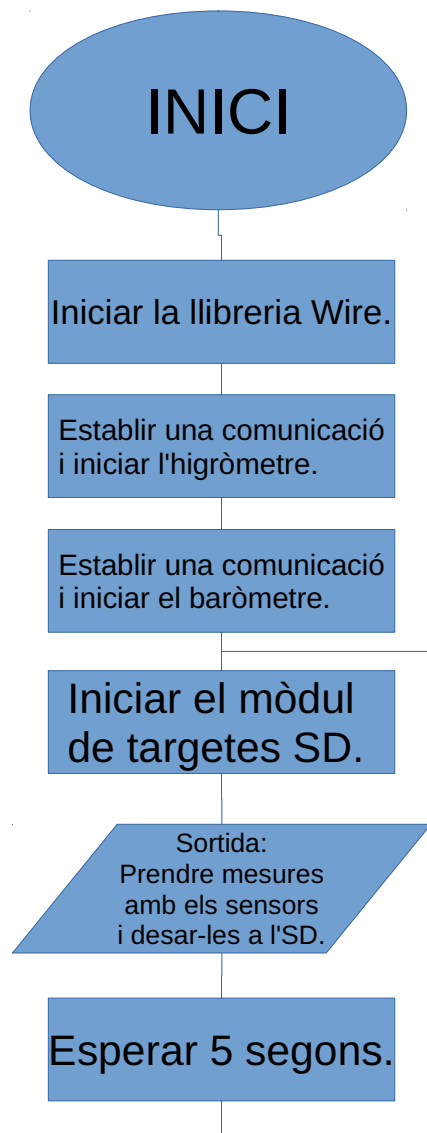 INICI
Iniciar la llibreria Wire.
Establir una comunicació
i iniciar l'higròmetre.
Establir una comunicació
i iniciar el baròmetre.
Iniciar el mòdul
de targetes SD.
Sortida:
Prendre mesures
amb els sensors
i desar-les a l'SD.
Esperar 5 segons.